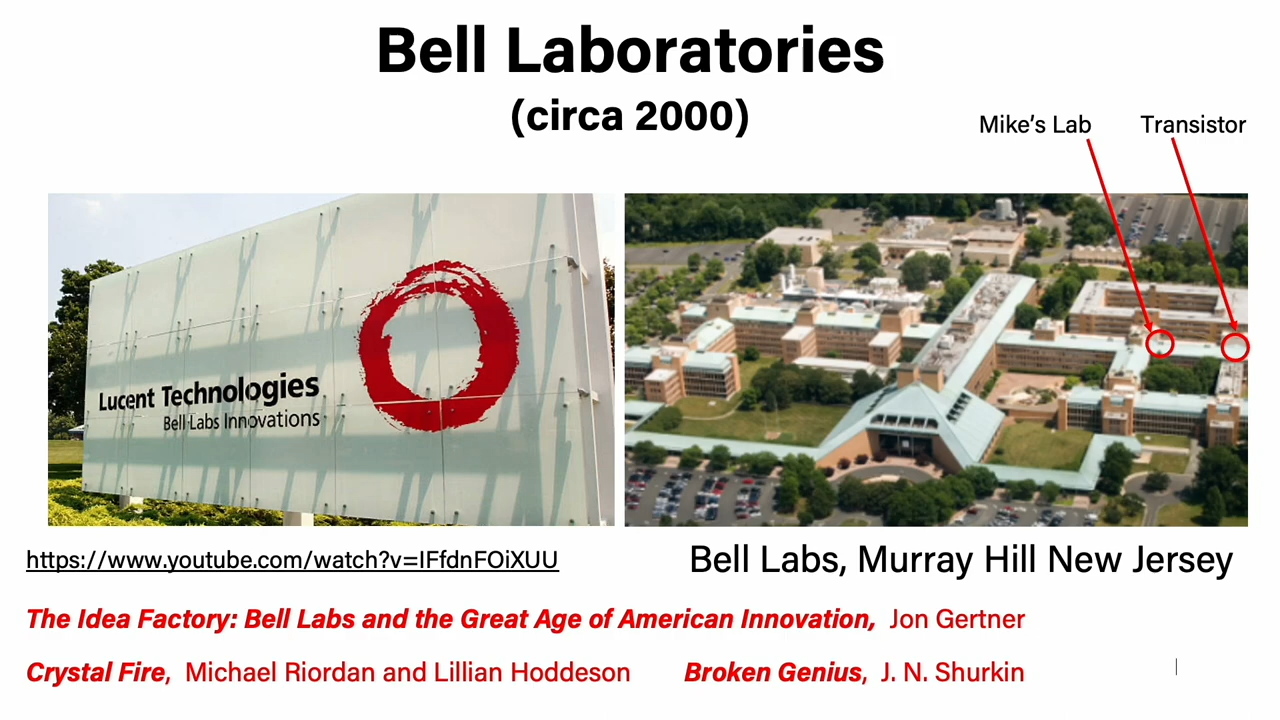 Bell Laboratories
(circa 2000)
Mike's Lab Transistor
Lucent Technologies
Bell Labs Innovations
https://www.youtube.com/watch?v=IFfdnFOiXUU
Bell Labs, Murray Hill New Jersey
The Idea Factory: Bell Labs and the Great Age of American Innovation, Jon Gertner
Crystal Fire, Michael Riordan and Lillian Hoddeson Broken Genius, J. N. Shurkin